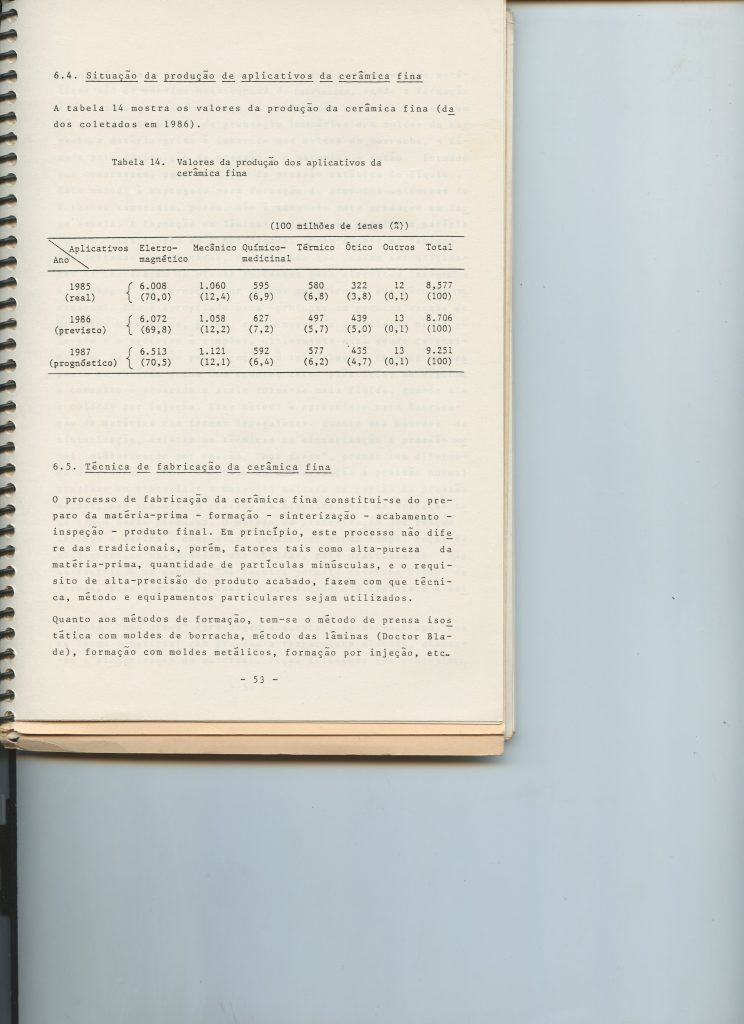 6.4. Situação da produção de aplicativos da cerâmica fina
A tabela 14 mostra os valores da produção da cerâmica fina (da
dos coletados em 1986).
Tabela 14. Valores da produção dos aplicativos da
cerâmica fina
(100 milhões de ienes (%))
Aplicativos Eletro- Mecânico Químico- Térmico Ótico Outros Total
Ano magnético medicinal
1985 { 6.008 1.060 595 580 322 12 8,577
(real) (70,0) (12,4) (6,9) (6,8) (3,8) (0,1) (100)
1986 { 6.072 1.058 627 497 439 13 8.706
(previsto) (69,8) (12,2) (7,2) (5,7) (5,0) (0,1) (100)
1987 { 6.513 1.121 592 577 435 13 9.251
(prognóstico) (70,5) (12,1) (6,4) (6,2) (4,7) (0,1) (100)
6.5. Técnica de fabricação da cerâmica fina
O processo de fabricação da cerâmica fina constitui-se do pre-
paro da matéria-prima - formação - sinterização - acabamento -
inspeção - produto final. Em princípio, este processo não dife
re das tradicionais, porém, fatores tais como alta-pureza da
matéria-prima, quantidade de partículas minúsculas, e o requi-
sito de alta-precisão do produto acabado, fazem com que técni-
ca, método e equipamentos particulares sejam utilizados.
Quanto aos métodos de formação, tem-se o método de prensa isos
tática com moldes de borracha, método das lâminas (Doctor Bla-
de), formação com moldes metálicos, formação por injeção, etc.
- 53 -